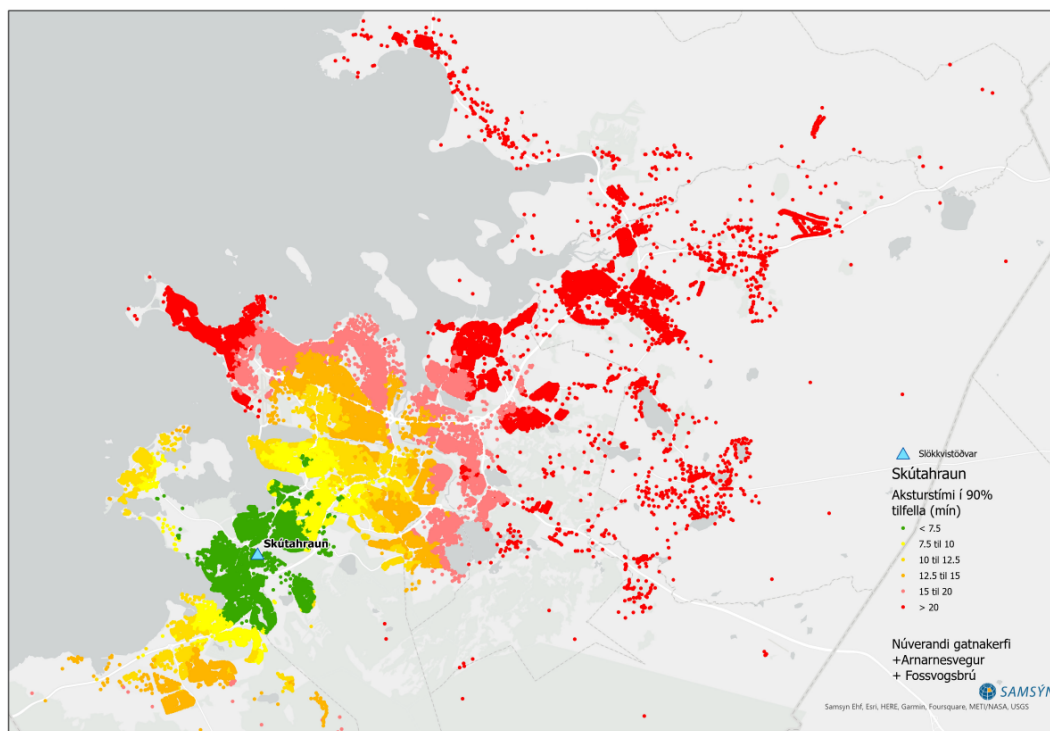 Skútahraun
Slökkvistöðvar
Skútahraun
Aksturstími í 90%
tilfella (mín)
< 7.5
7.5 til 10
10 til 12.5
12.5 til 15
15 til 20
> 20
Núverandi gatnakerfi
+Arnarnesvegur
+ Fossvogsbrú
SAMSÝN
Samsyn Ehf, Esri, HERE, Garmin, Foursquare, METI/NASA, USGS